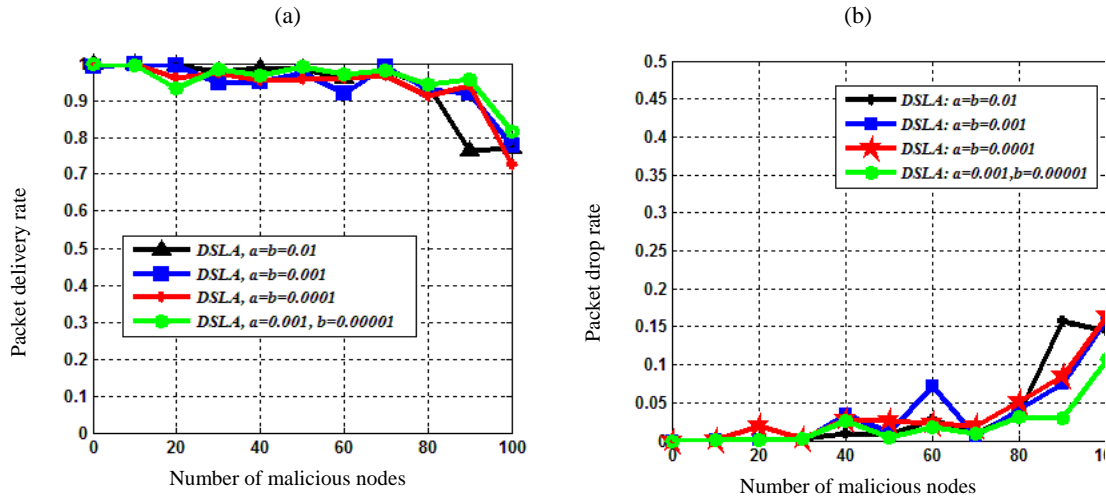 (a)
(b)
Packet delivery rate
1
0.9
0.8
0.7
0.6
0.5
0.4
0.3
0.2
0.1
0
DSLA, a=b=0.01
DSLA, a=b=0.001
DSLA, a=b=0.0001
DSLA, a=0.001, b=0.00001
0 20 40 60 80 100
Number of malicious nodes
Packet drop rate
0.5
0.45
0.4
0.35
0.3
0.25
0.2
0.15
0.1
0.05
0
DSLA: a=b=0.01
DSLA: a=b=0.001
DSLA: a=b=0.0001
DSLA: a=0.001,b=0.00001
0 20 40 60 80 10
Number of malicious nodes